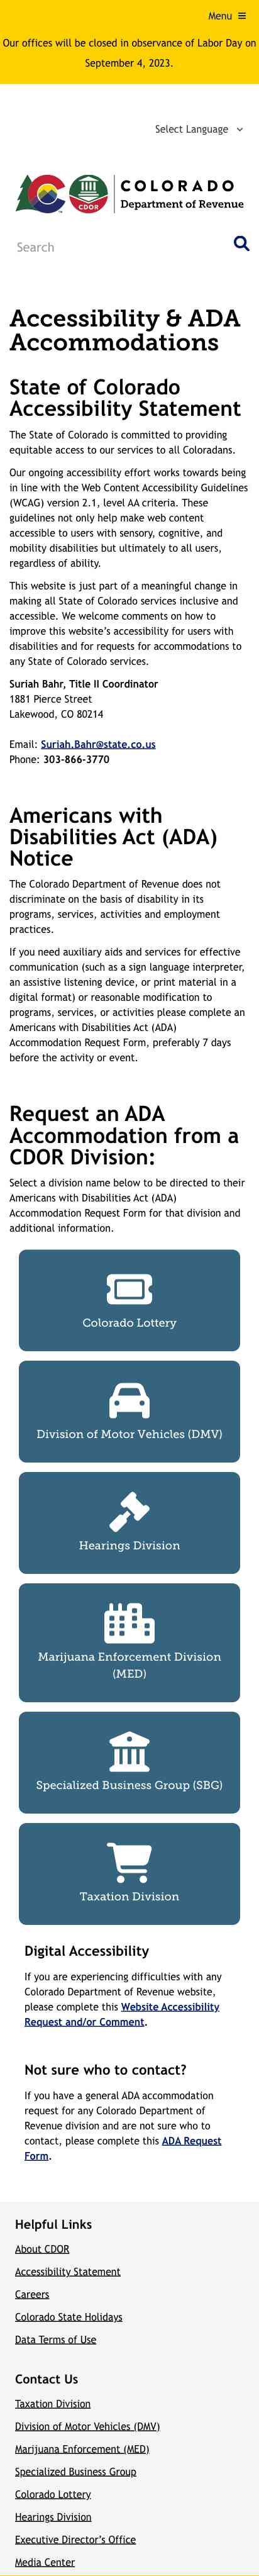 Menu
Our offices will be closed in observance of Labor Day on
September 4, 2023.
Select Language
CDOR
COLORADO
Department of Revenue
Search
Accessibility & ADA
Accommodations
State of Colorado
Accessibility Statement
The State of Colorado is committed to providing
equitable access to our services to all Coloradans.
Our ongoing accessibility effort works towards being
in line with the Web Content Accessibility Guidelines
(WCAG) version 2.1, level AA criteria. These
guidelines not only help make web content
accessible to users with sensory, cognitive, and
mobility disabilities but ultimately to all users,
regardless of ability.
This website is just part of a meaningful change in
making all State of Colorado services inclusive and
accessible. We welcome comments on how to
improve this website's accessibility for users with
disabilities and for requests for accommodations to
any State of Colorado services.
Suriah Bahr, Title II Coordinator
1881 Pierce Street
Lakewood, CO 80214
Email: Suriah.Bahr@state.co.us
Phone: 303-866-3770
Americans with
Disabilities Act (ADA)
Notice
The Colorado Department of Revenue does not
discriminate on the basis of disability in its
programs, services, activities and employment
practices.
If you need auxiliary aids and services for effective
communication (such as a sign language interpreter,
an assistive listening device, or print material in a
digital format) or reasonable modification to
programs, services, or activities please complete an
Americans with Disabilities Act (ADA)
Accommodation Request Form, preferably 7 days
before the activity or event.
Request an ADA
Accommodation from a
CDOR Division:
Select a division name below to be directed to their
Americans with Disabilities Act (ADA)
Accommodation Request Form for that division and
additional information.
Colorado Lottery
Division of Motor Vehicles (DMV)
Hearings Division
Marijuana Enforcement Division
(MED)
Specialized Business Group (SBG)
Taxation Division
Digital Accessibility
If you are experiencing difficulties with any
Colorado Department of Revenue website,
please complete this Website Accessibility
Request and/or Comment.
Not sure who to contact?
If you have a general ADA accommodation
request for any Colorado Department of
Revenue division and are not sure who to
contact, please complete this ADA Request
Form.
Helpful Links
About CDOR
Accessibility Statement
Careers
Colorado State Holidays
Data Terms of Use
Contact Us
Taxation Division
Division of Motor Vehicles (DMV)
Marijuana Enforcement (MED)
Specialized Business Group
Colorado Lottery
Hearings Division
Executive Director's Office
Media Center